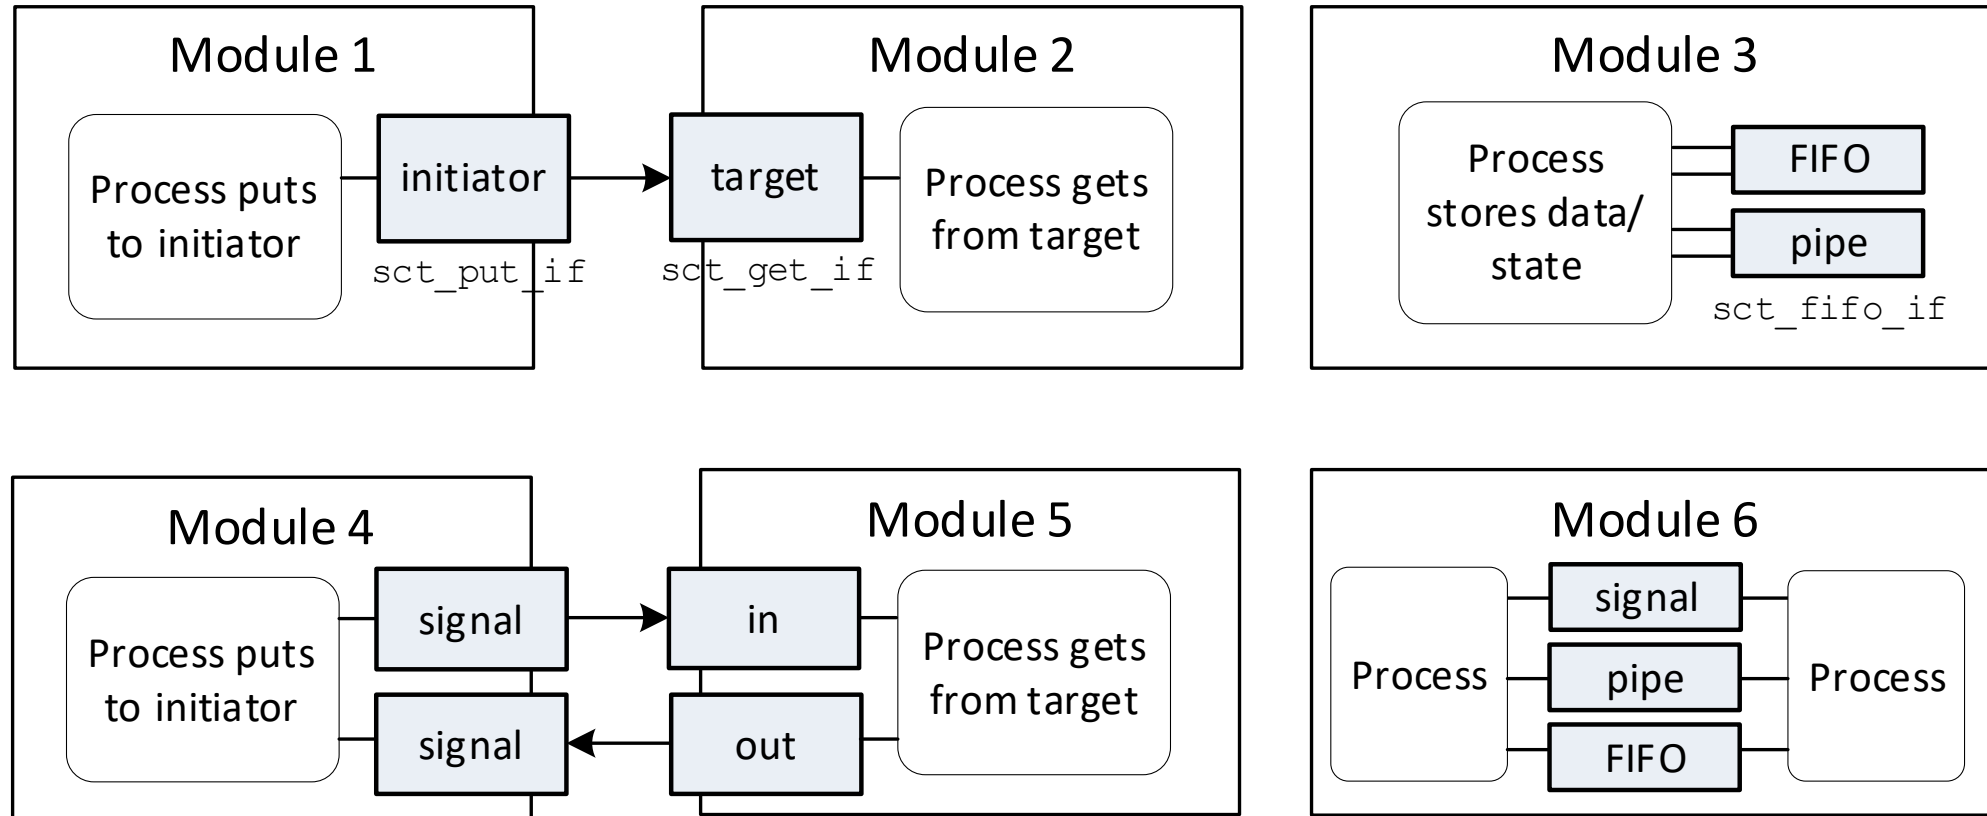 Module 1
Process puts
to initiator
initiator
sct_put_if
Module 2
target
sct_get_if
Process gets
from target
Module 3
Process
stores data/
state
FIFO
pipe
sct_fifo_if
Module 4
Process puts
to initiator
signal
signal
Module 5
in
out
Process gets
from target
Module 6
Process
signal
pipe
FIFO
Process